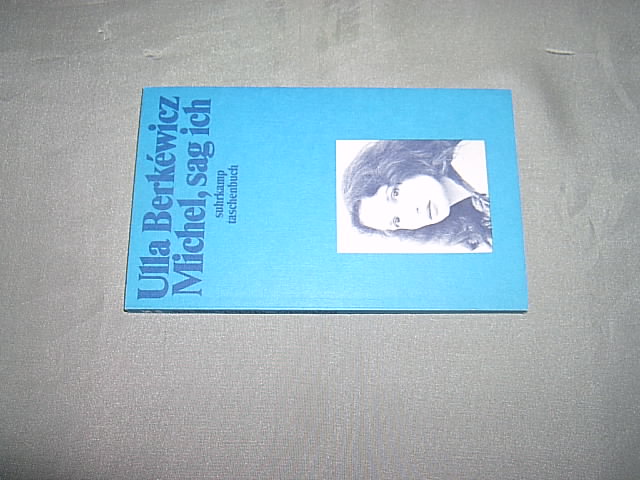 Ulla Berkéwicz
Michel, sag ich
suhrkamp
taschenbuch